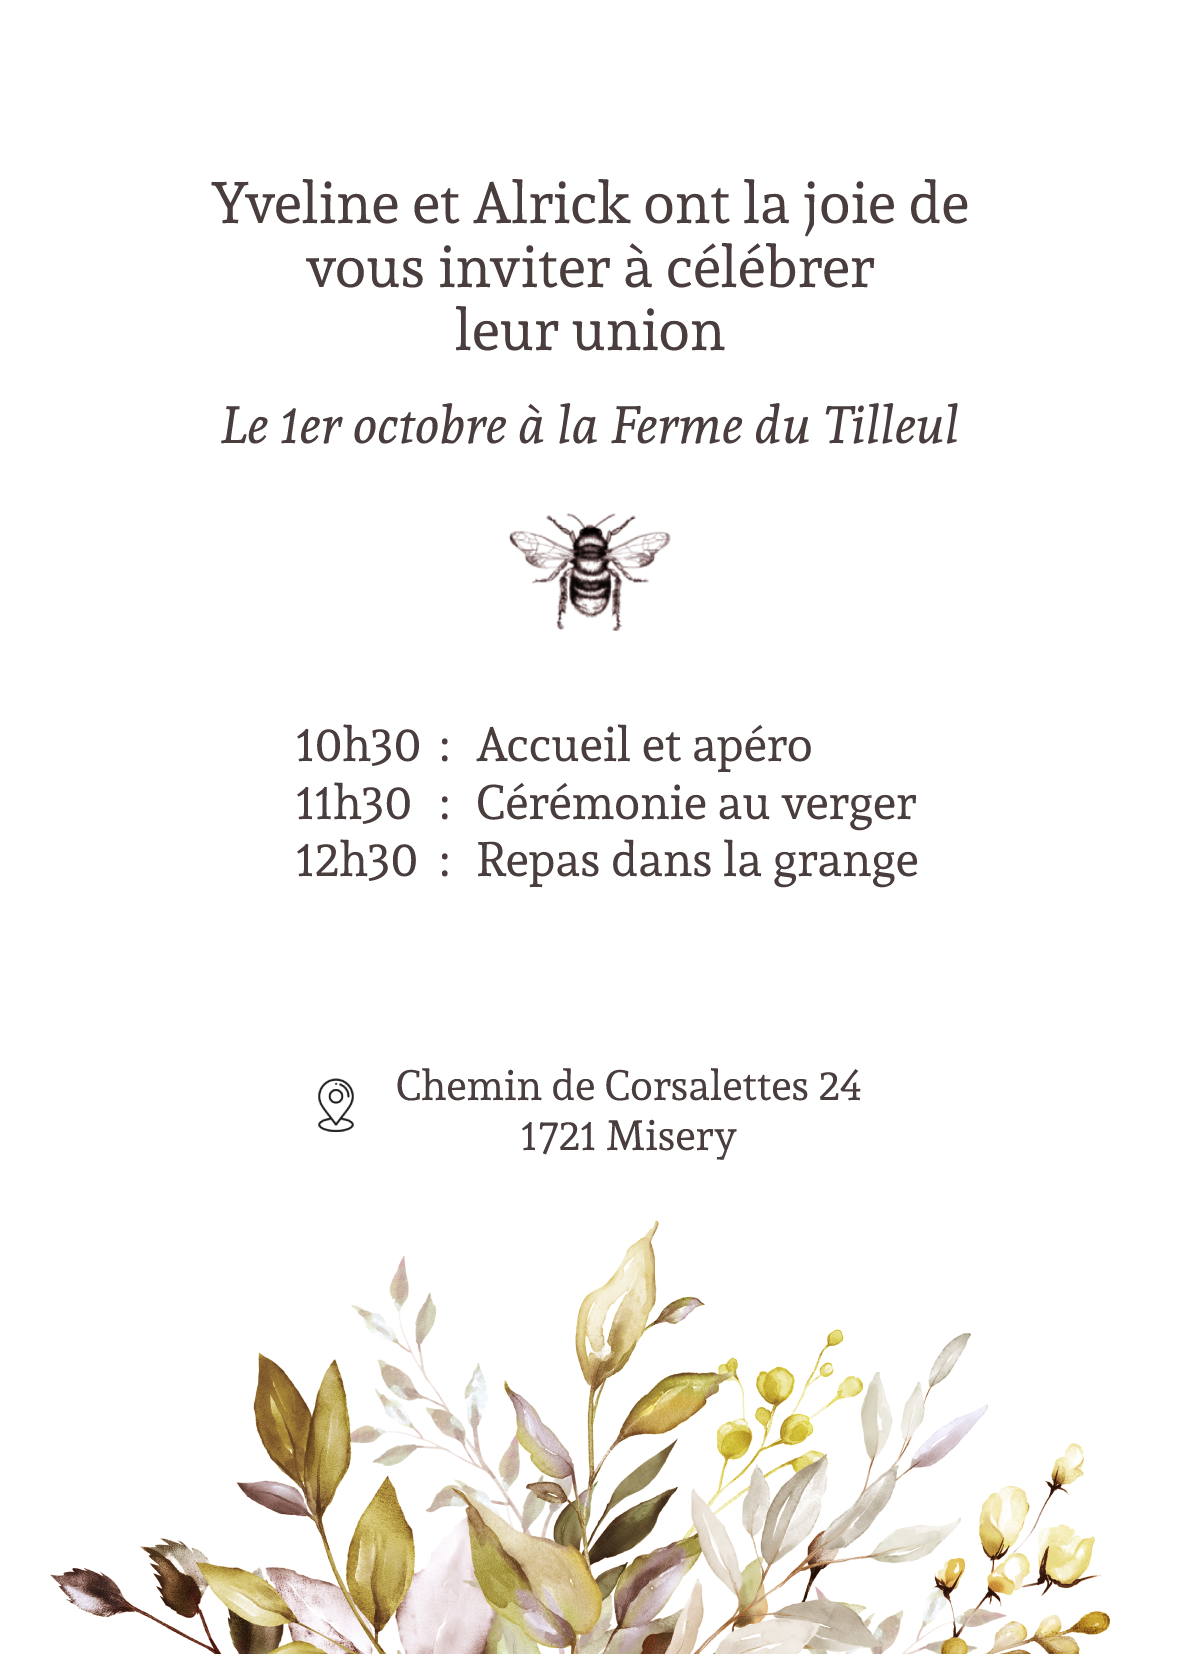 Yveline et Alrick ont la joie de
vous inviter à célébrer
leur union
Le 1er octobre à la Ferme du Tilleul
10h30 : Accueil et apéro
11h30 : Cérémonie au verger
12h30 : Repas dans la grange
Chemin de Corsalettes 24
1721 Misery